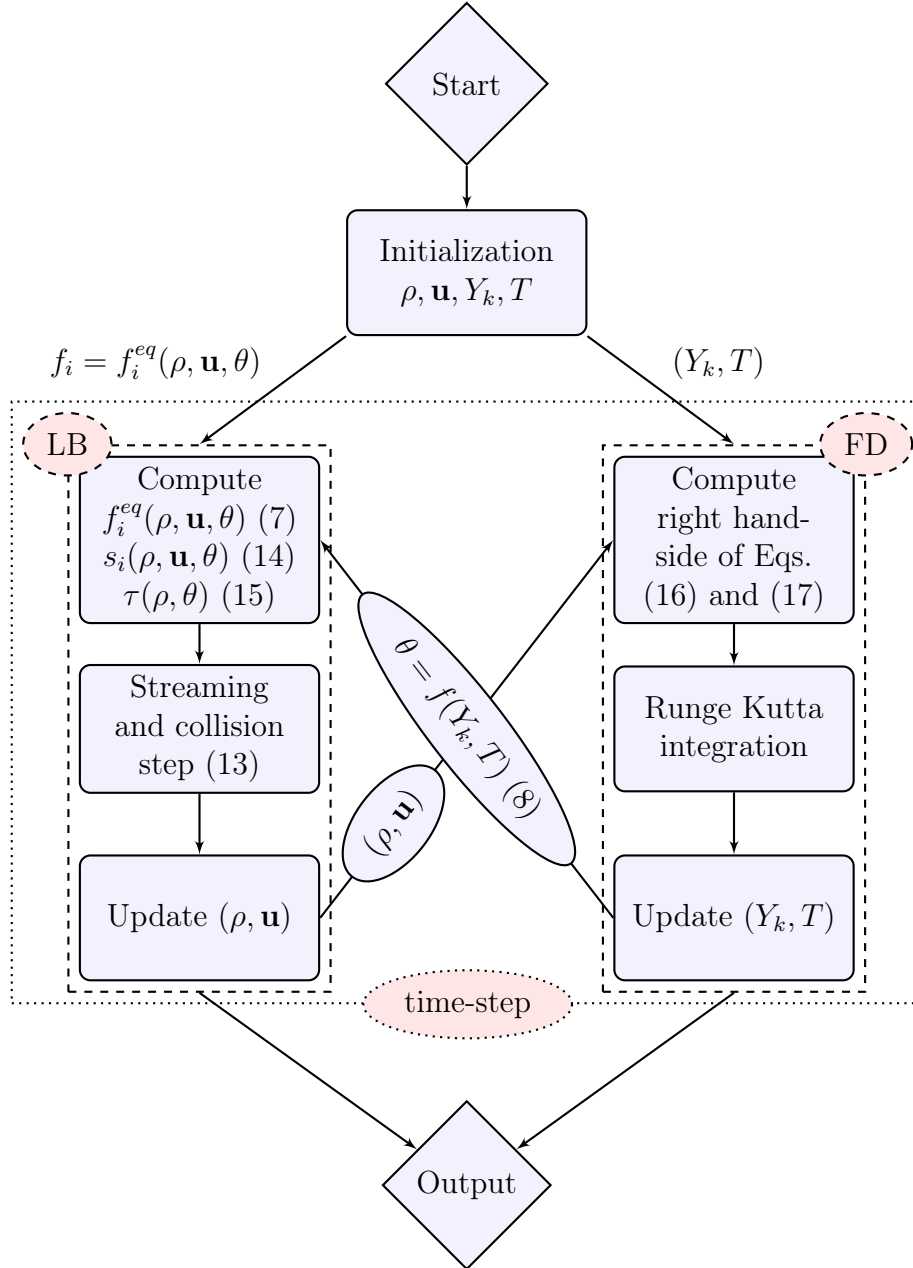 Start
Initialization
ρ, u, Y_k, T
f_i = f_i^{eq}(ρ, u, θ)
(Y_k, T)
LB
FD
Compute
f_i^{eq}(ρ, u, θ) (7)
s_i(ρ, u, θ) (14)
τ(ρ, θ) (15)
Compute
right hand-
side of Eqs.
(16) and (17)
Streaming
and collision
step (13)
θ = f(Y_k, T) (8)
(ρ, u)
Runge Kutta
integration
Update (ρ, u)
Update (Y_k, T)
time-step
Output